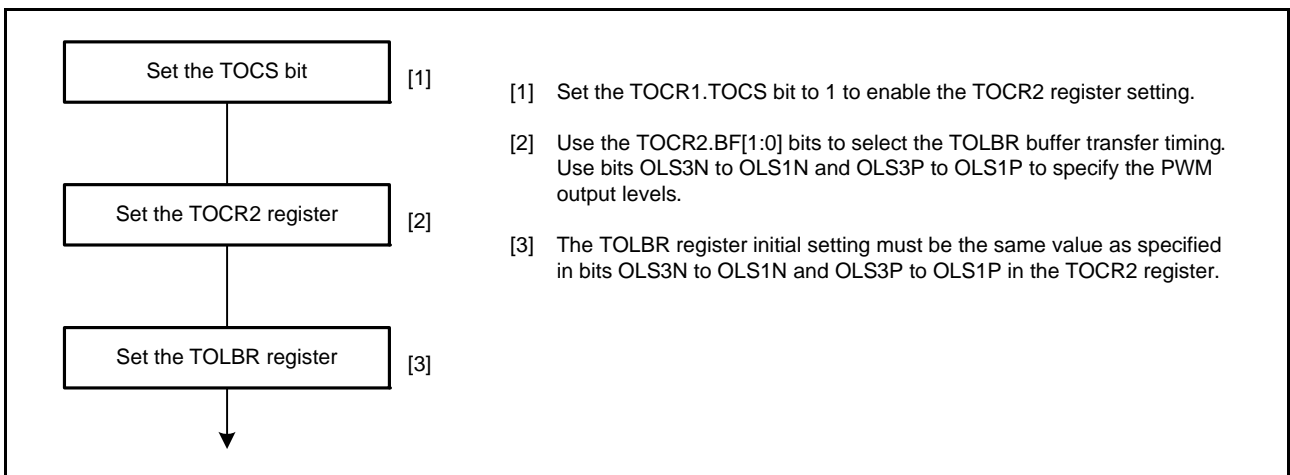 Set the TOCS bit
[1]
[1] Set the TOCR1.TOCS bit to 1 to enable the TOCR2 register setting.
[2] Use the TOCR2.BF[1:0] bits to select the TOLBR buffer transfer timing.
Use bits OLS3N to OLS1N and OLS3P to OLS1P to specify the PWM
output levels.
Set the TOCR2 register
[2]
[3] The TOLBR register initial setting must be the same value as specified
in bits OLS3N to OLS1N and OLS3P to OLS1P in the TOCR2 register.
Set the TOLBR register
[3]